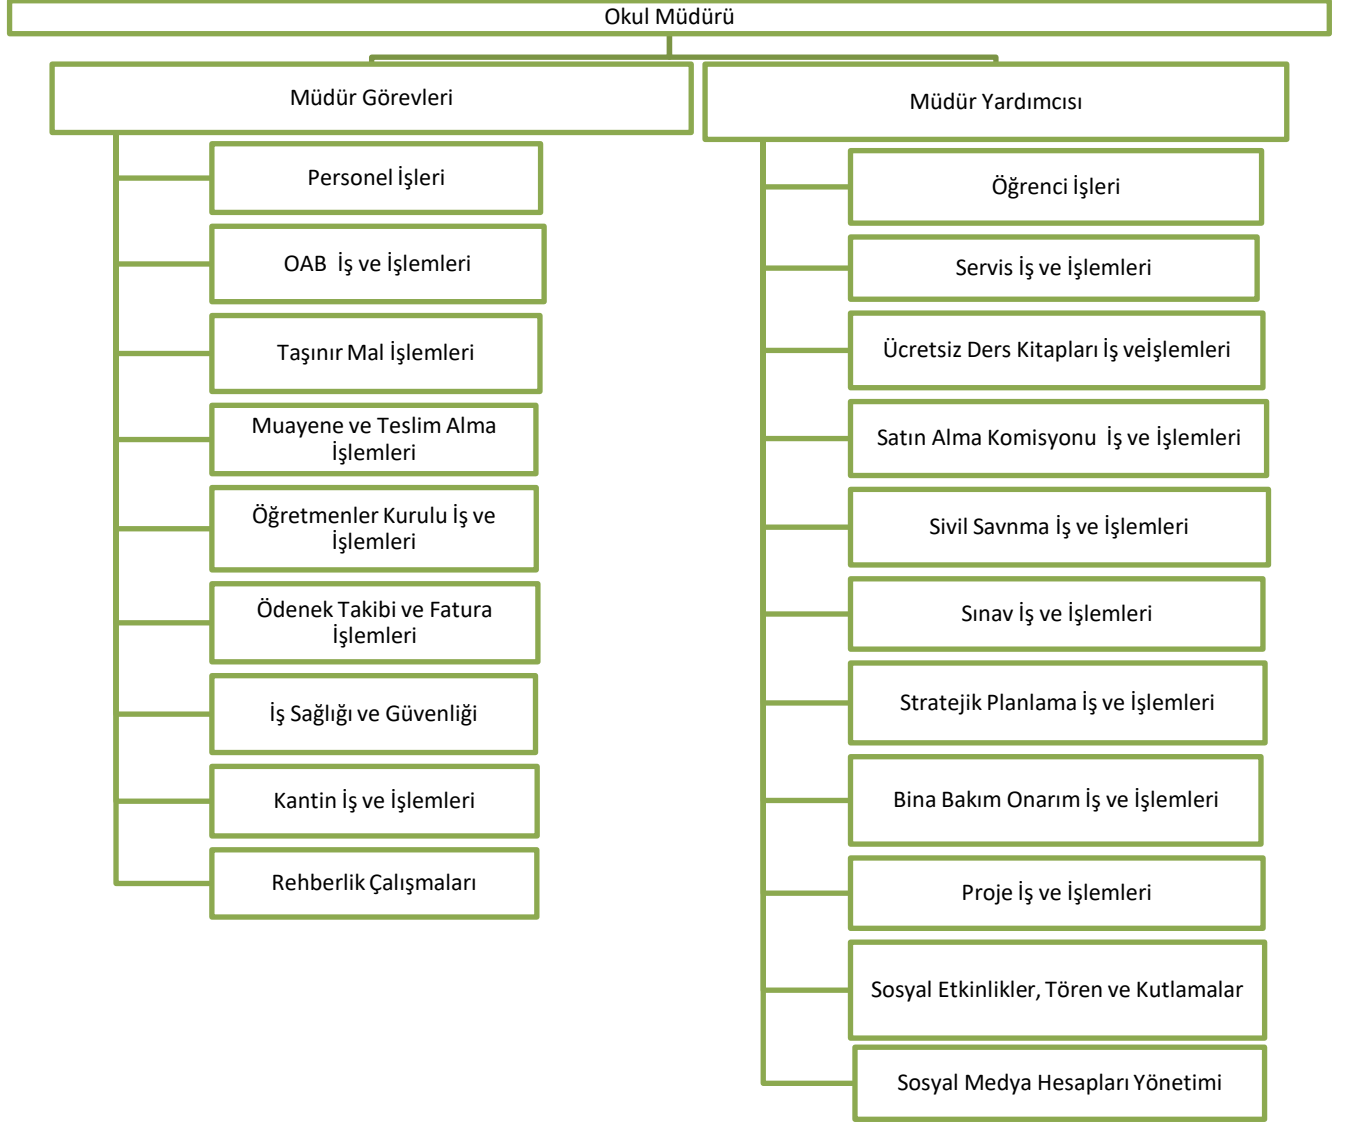 Okul Müdürü
Müdür Görevleri
Personel İşleri
OAB  İş ve İşlemleri
Taşınır Mal İşlemleri
Muayene ve Teslim Alma
İşlemleri
Öğretmenler Kurulu İş ve
İşlemleri
Ödenek Takibi ve Fatura
İşlemleri
İş Sağlığı ve Güvenliği
Kantin İş ve İşlemleri
Rehberlik Çalışmaları
Müdür Yardımcısı
Öğrenci İşleri
Servis İş ve İşlemleri
Ücretsiz Ders Kitapları İş veİşlemleri
Satın Alma Komisyonu  İş ve İşlemleri
Sivil Savnma İş ve İşlemleri
Sınav İş ve İşlemleri
Stratejik Planlama İş ve İşlemleri
Bina Bakım Onarım İş ve İşlemleri
Proje İş ve İşlemleri
Sosyal Etkinlikler, Tören ve Kutlamalar
Sosyal Medya Hesapları Yönetimi